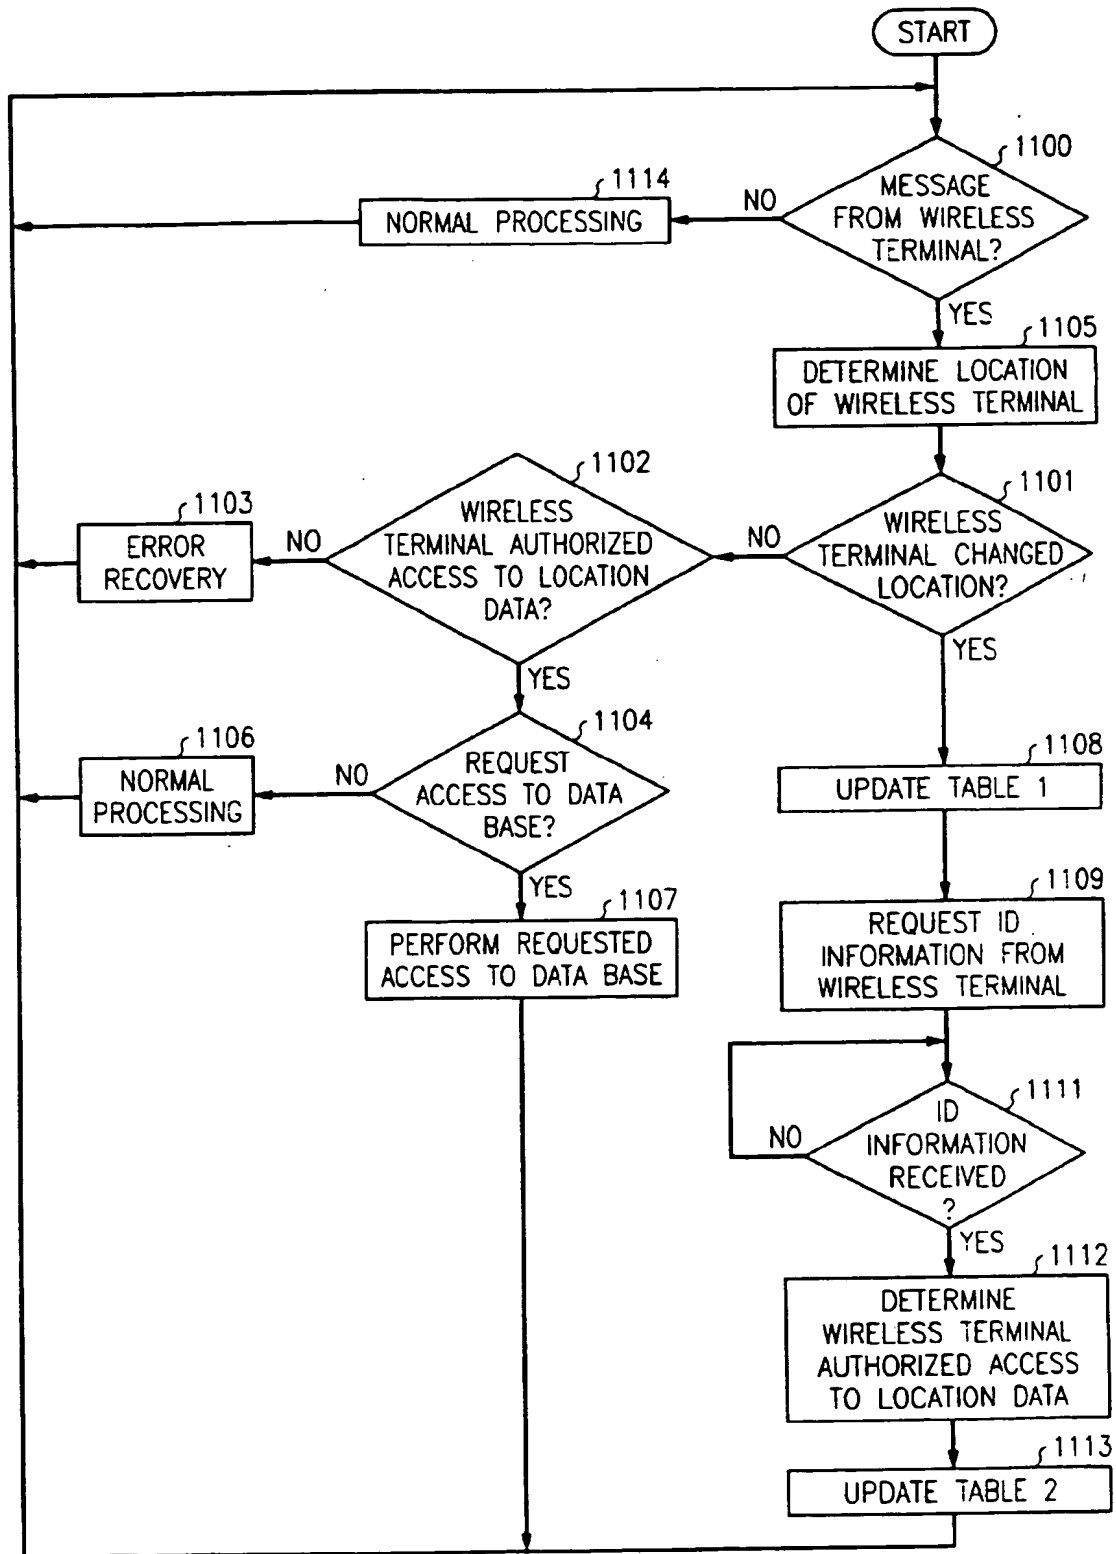 START
1100
MESSAGE
FROM WIRELESS
TERMINAL?
NO
1114
NORMAL PROCESSING
YES
1105
DETERMINE LOCATION
OF WIRELESS TERMINAL
1101
WIRELESS
TERMINAL CHANGED
LOCATION?
NO
1102
WIRELESS
TERMINAL AUTHORIZED
ACCESS TO LOCATION
DATA?
NO
1103
ERROR
RECOVERY
YES
YES
1104
REQUEST
ACCESS TO DATA
BASE?
NO
1106
NORMAL
PROCESSING
1108
UPDATE TABLE 1
YES
1107
PERFORM REQUESTED
ACCESS TO DATA BASE
1109
REQUEST ID
INFORMATION FROM
WIRELESS TERMINAL
1111
ID
INFORMATION
RECEIVED
?
NO
YES
1112
DETERMINE
WIRELESS TERMINAL
AUTHORIZED ACCESS
TO LOCATION DATA
1113
UPDATE TABLE 2